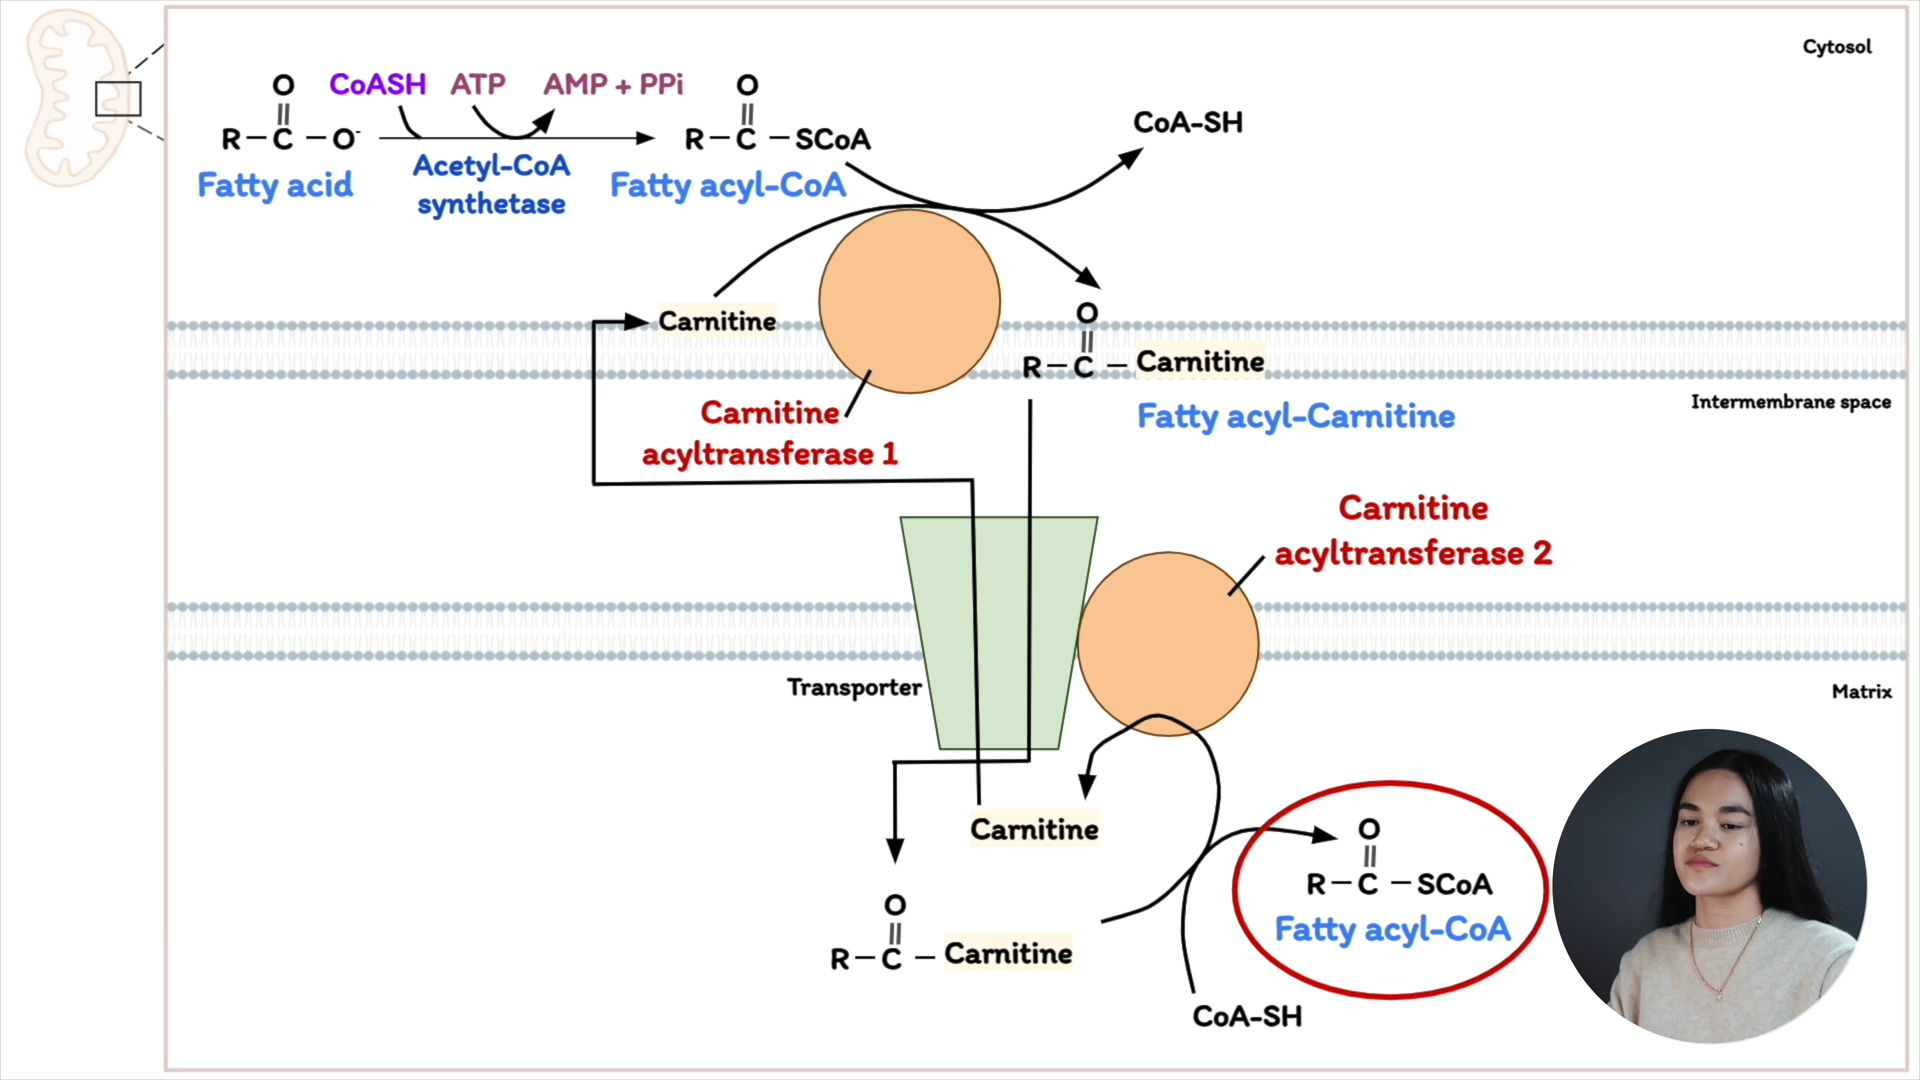 Cytosol
O
CoASH ATP AMP + PPi
O
||
||
R – C – O-
R – C – SCoA
CoA-SH
Acetyl-CoA
synthetase
Fatty acid
Fatty acyl-CoA
Carnitine
O
||
R – C – Carnitine
Fatty acyl-Carnitine
Intermembrane space
Carnitine
acyltransferase 1
Carnitine
acyltransferase 2
Transporter
Matrix
Carnitine
O
||
R – C – SCoA
Fatty acyl-CoA
O
||
R – C – Carnitine
CoA-SH